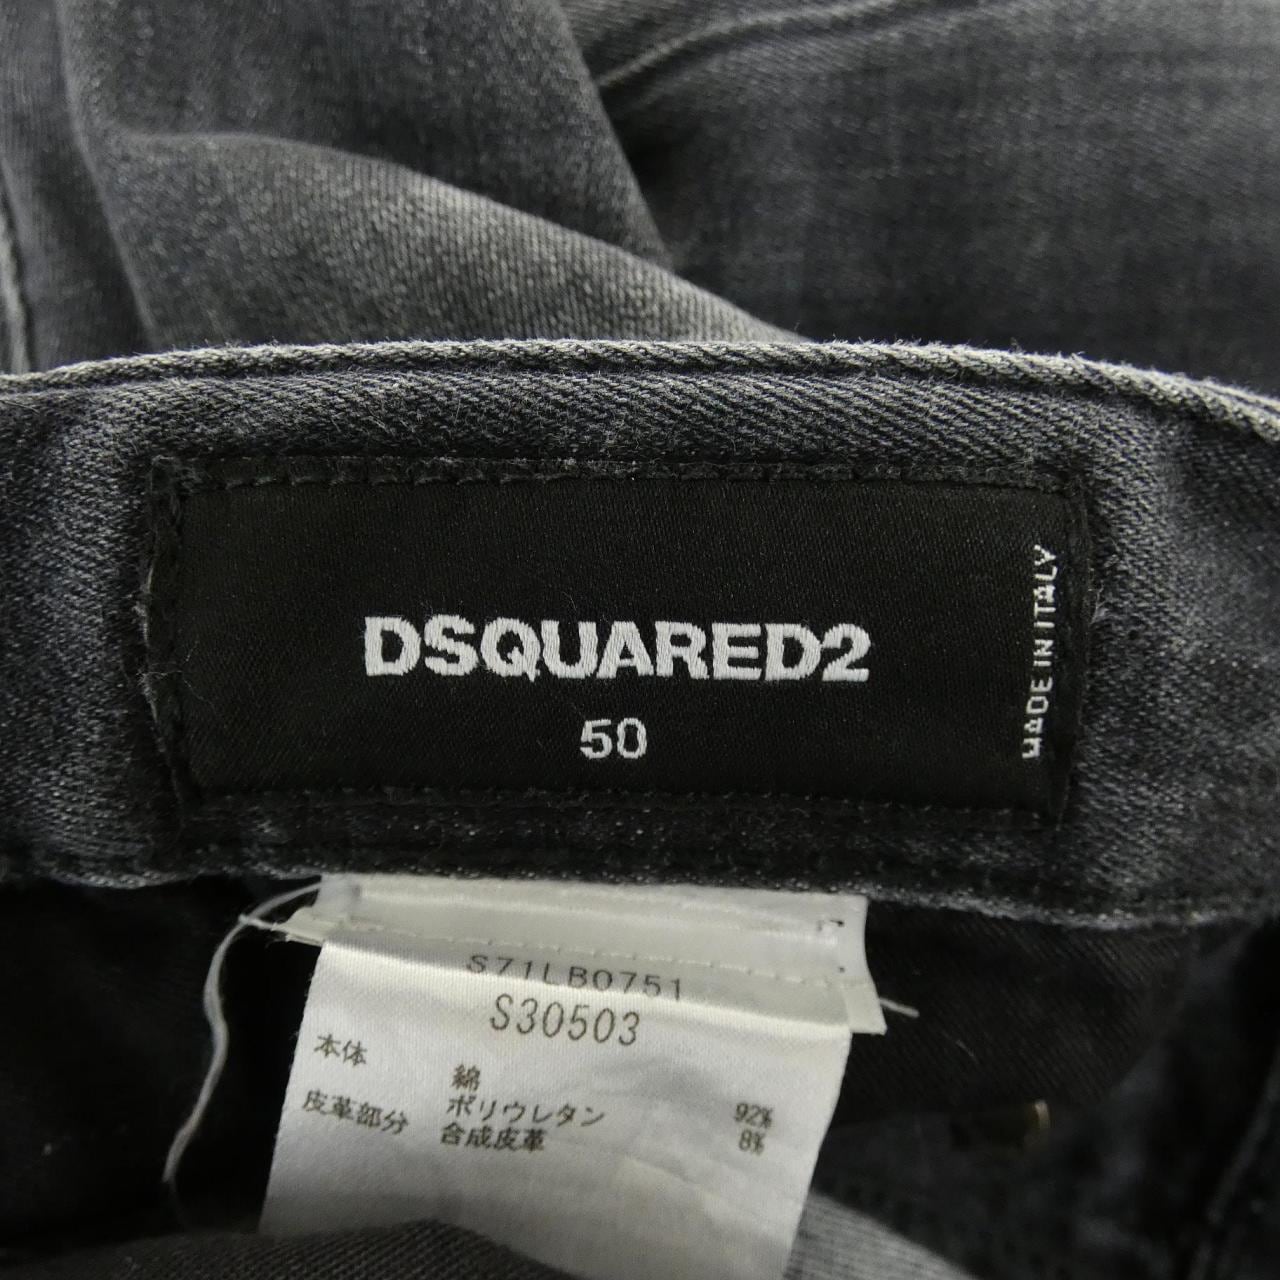 DSQUARED2
50
MADE IN ITALY
S71LB0751
S30503
本体 綿 92%
ポリウレタン 8%
皮革部分 合成皮革